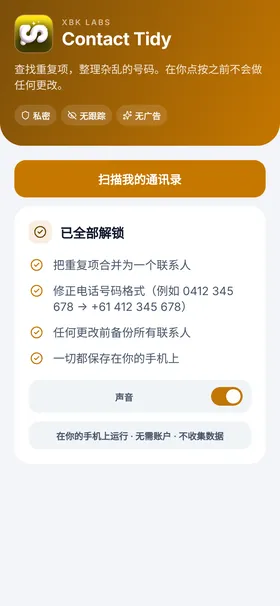 XBK LABS
Contact Tidy
查找重复项，整理杂乱的号码。在你点按之前不会做
任何更改。
私密
无跟踪
无广告
扫描我的通讯录
已全部解锁
把重复项合并为一个联系人
修正电话号码格式（例如 0412 345
678 → +61 412 345 678）
任何更改前备份所有联系人
一切都保存在你的手机上
声音
在你的手机上运行 · 无需账户 · 不收集数据